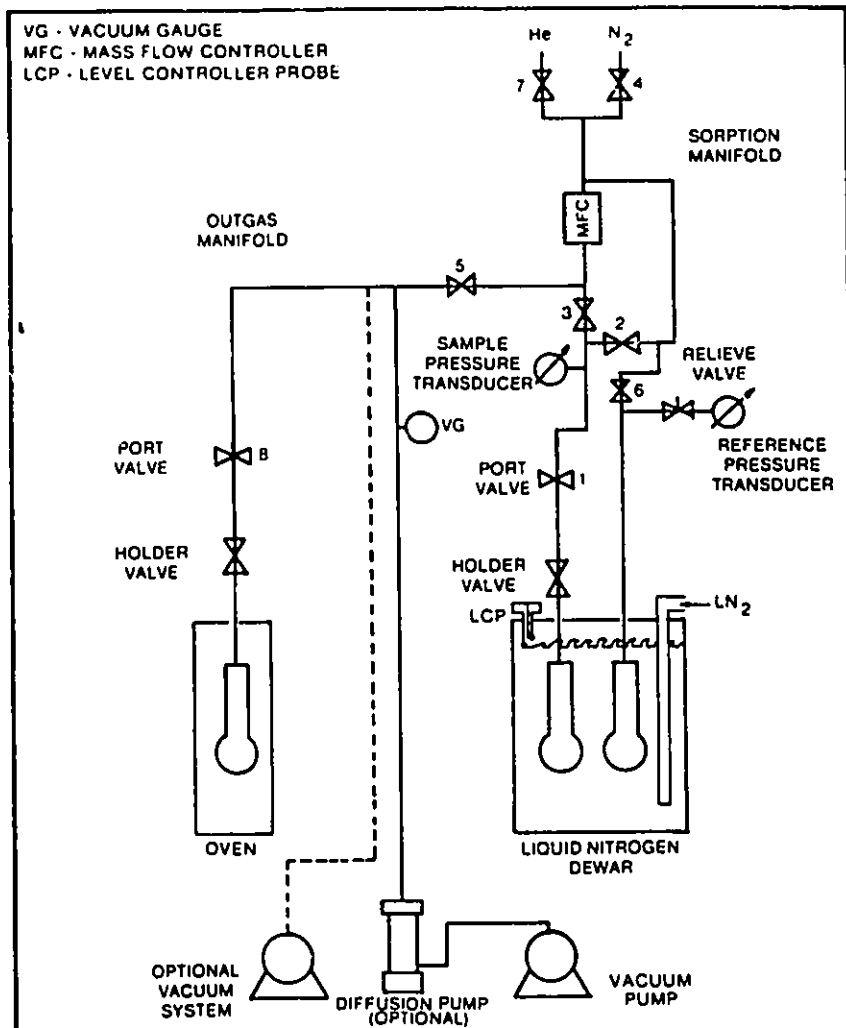 VG - VACUUM GAUGE
MFC - MASS FLOW CONTROLLER
LCP - LEVEL CONTROLLER PROBE
He
N2
7
4
SORPTION
MANIFOLD
MFC
OUTGAS
MANIFOLD
5
3
2
SAMPLE
PRESSURE
TRANSDUCER
RELIEVE
VALVE
6
VG
REFERENCE
PRESSURE
TRANSDUCER
PORT
VALVE
8
PORT
VALVE
1
HOLDER
VALVE
HOLDER
VALVE
LCP
LN2
OVEN
LIQUID NITROGEN
DEWAR
OPTIONAL
VACUUM
SYSTEM
DIFFUSION PUMP
(OPTIONAL)
VACUUM
PUMP